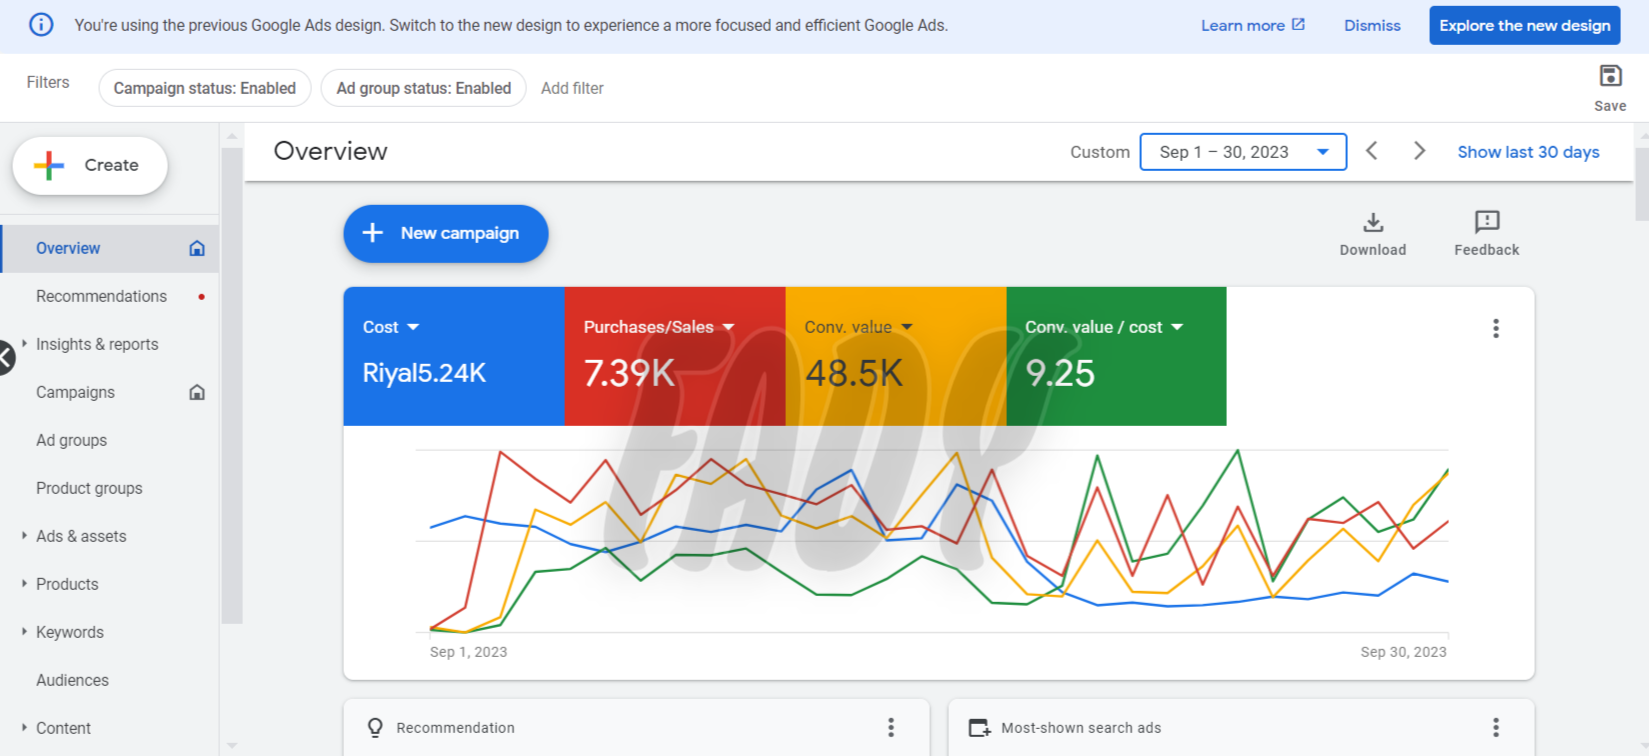 You're using the previous Google Ads design. Switch to the new design to experience a more focused and efficient Google Ads.
Learn more
Dismiss
Explore the new design
Filters
Campaign status: Enabled
Ad group status: Enabled
Add filter
Save
Create
Overview
Recommendations
Insights & reports
Campaigns
Ad groups
Product groups
Ads & assets
Products
Keywords
Audiences
Content
Overview
Custom
Sep 1 – 30, 2023
Show last 30 days
New campaign
Download
Feedback
Cost
Riyal5.24K
Purchases/Sales
7.39K
Conv. value
48.5K
Conv. value / cost
9.25
FADY
Sep 1, 2023
Sep 30, 2023
Recommendation
Most-shown search ads